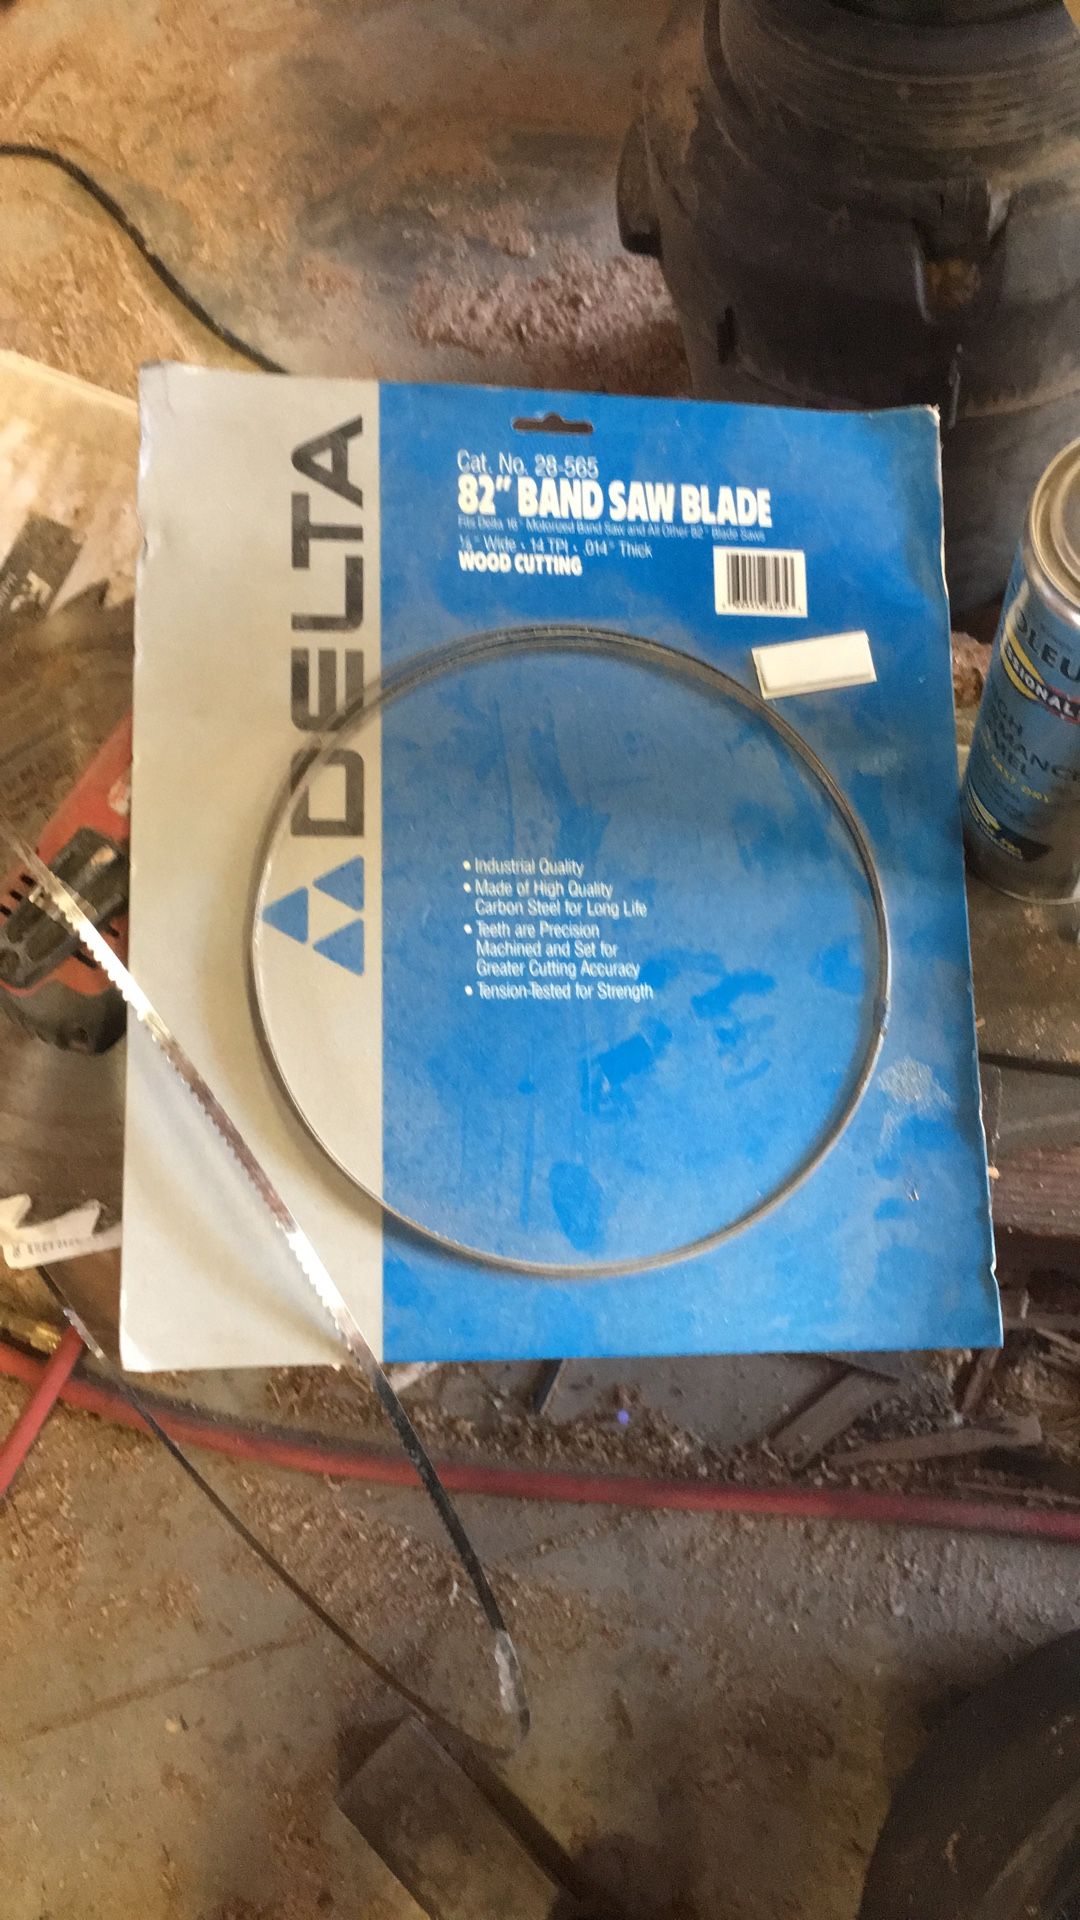 DELTA
Cat. No. 28-565
82" BAND SAW BLADE
Fits Delta 16" Motorized Band Saw and All Other 82" Blade Saws
Wide - 14 TPI - .014" Thick
WOOD CUTTING
• Industrial Quality
• Made of High Quality
Carbon Steel for Long Life
• Teeth are Precision
Machined and Set for
Greater Cutting Accuracy
• Tension-Tested for Strength